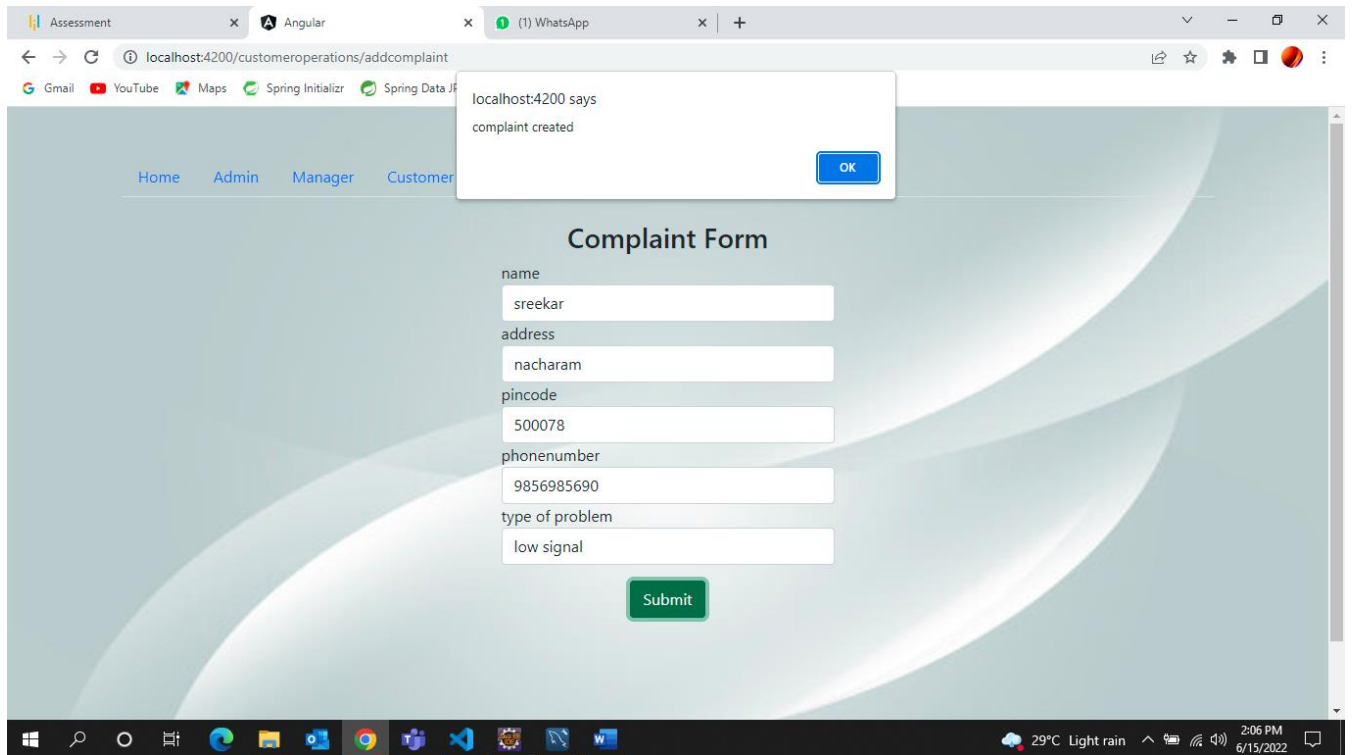 Assessment
Angular
(1) WhatsApp
localhost:4200/customeroperations/addcomplaint
Gmail YouTube Maps Spring Initializr Spring Data
localhost:4200 says
complaint created
OK
Home Admin Manager Customer
Complaint Form
name
sreekar
address
nacharam
pincode
500078
phonenumber
9856985690
type of problem
low signal
Submit
29°C Light rain
2:06 PM
6/15/2022